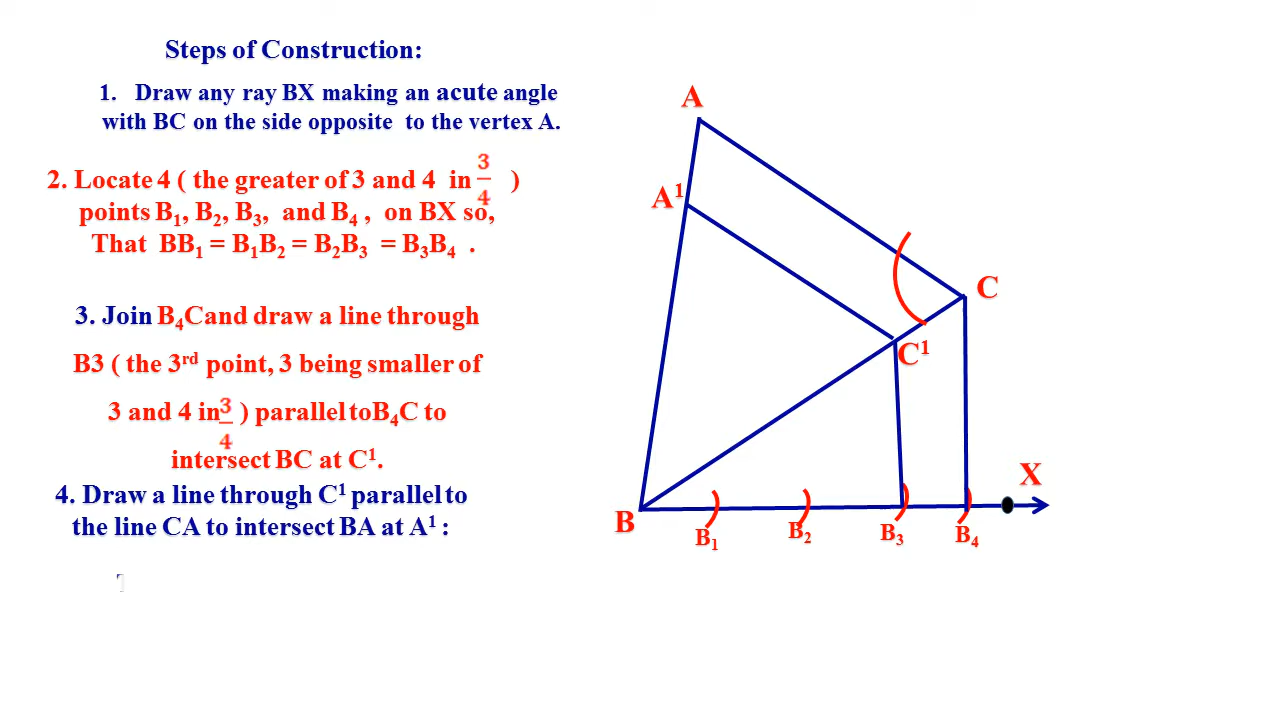 Steps of Construction:
1. Draw any ray BX making an acute angle
with BC on the side opposite to the vertex A.
2. Locate 4 ( the greater of 3 and 4 in 3/4 )
points B₁, B₂, B₃, and B₄ , on BX so,
That BB₁ = B₁B₂ = B₂B₃ = B₃B₄ .
3. Join B₄Cand draw a line through
B3 ( the 3ʳᵈ point, 3 being smaller of
3 and 4 in 3/4 ) parallel toB₄C to
intersect BC at C¹.
4. Draw a line through C¹ parallel to
the line CA to intersect BA at A¹ :
A
A¹
C
C¹
X
B
B₁
B₂
B₃
B₄